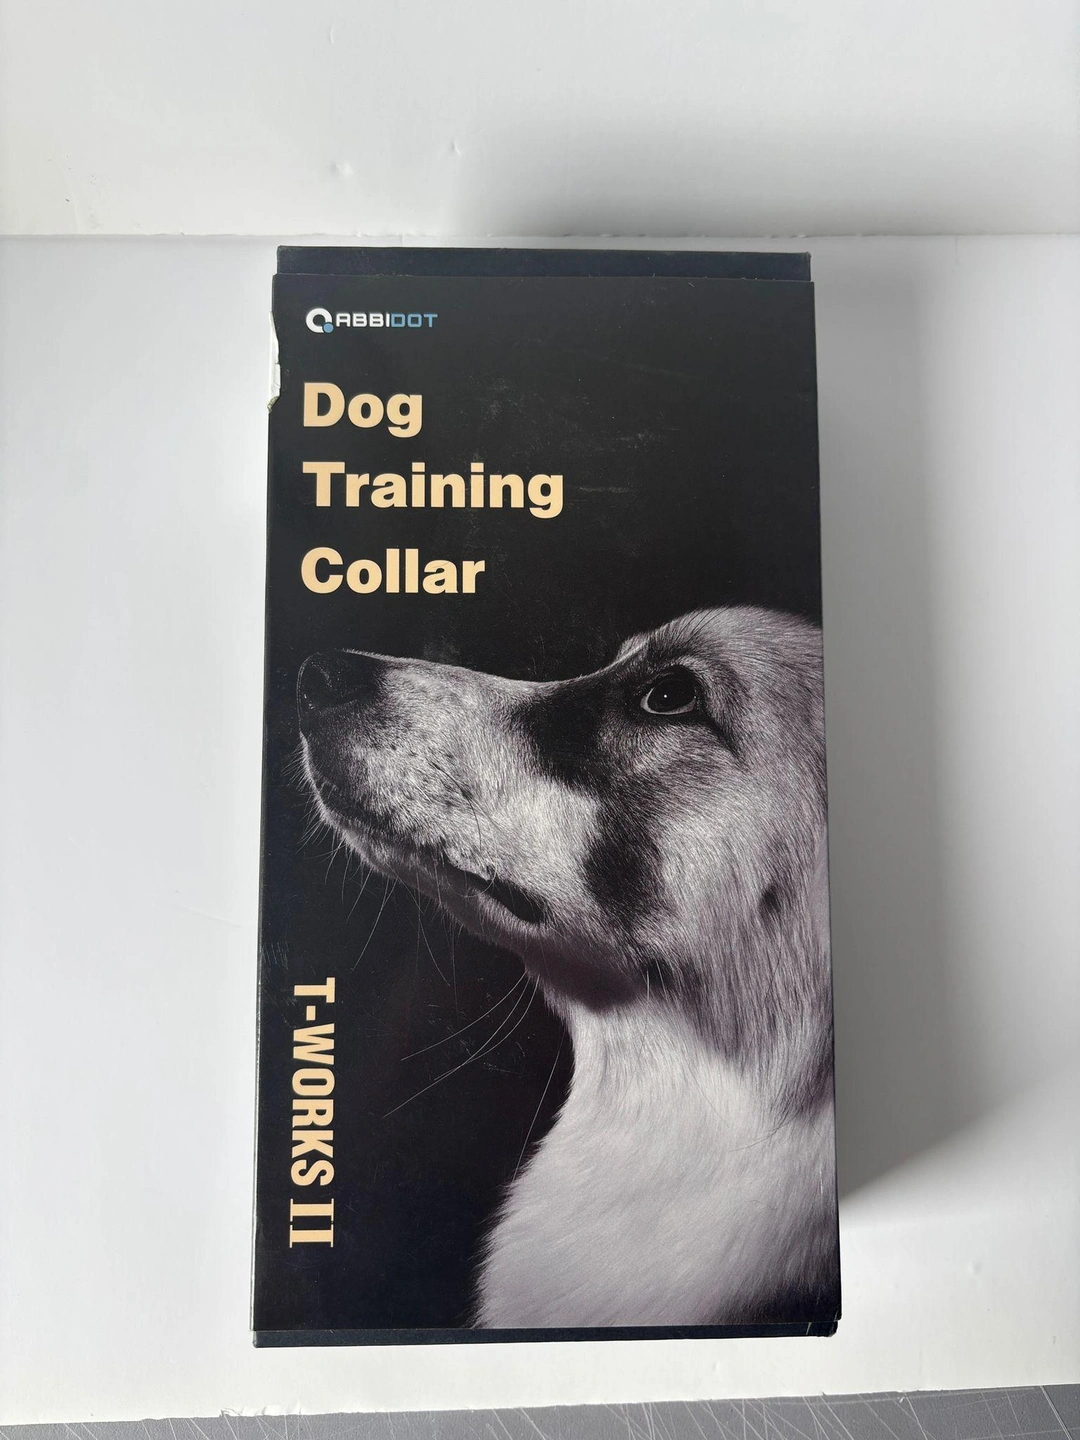 ABBIDOT
Dog
Training
Collar
T-WORKS II